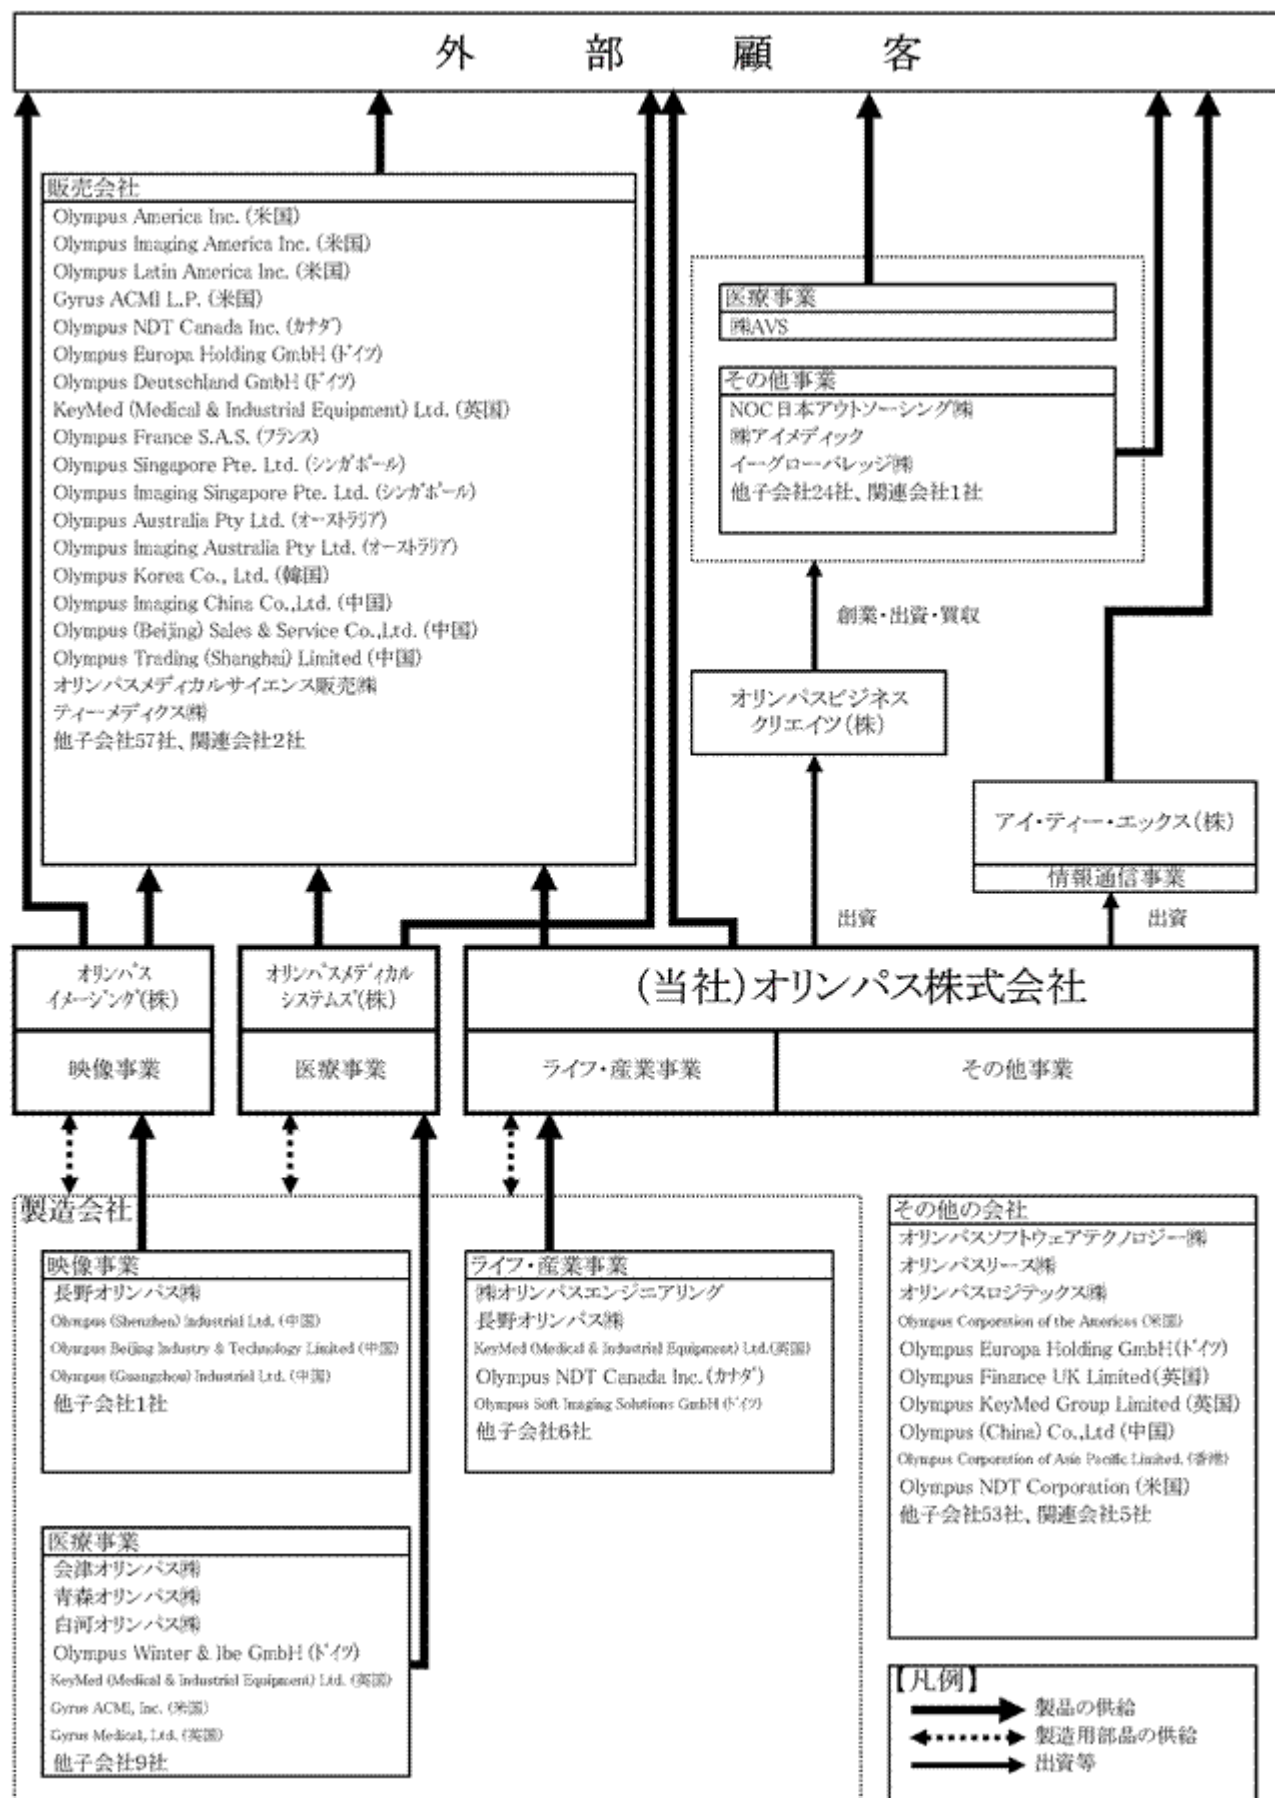 外部顧客
販売会社
Olympus America Inc. (米国)
Olympus Imaging America Inc. (米国)
Olympus Latin America Inc. (米国)
Gyrus ACMI L.P. (米国)
Olympus NDT Canada Inc. (カナダ)
Olympus Europa Holding GmbH (ドイツ)
Olympus Deutschland GmbH (ドイツ)
KeyMed (Medical & Industrial Equipment) Ltd. (英国)
Olympus France S.A.S. (フランス)
Olympus Singapore Pte. Ltd. (シンガポール)
Olympus Imaging Singapore Pte. Ltd. (シンガポール)
Olympus Australia Pty Ltd. (オーストラリア)
Olympus Imaging Australia Pty Ltd. (オーストラリア)
Olympus Korea Co., Ltd. (韓国)
Olympus Imaging China Co.,Ltd. (中国)
Olympus (Beijing) Sales & Service Co.,Ltd. (中国)
Olympus Trading (Shanghai) Limited (中国)
オリンパスメディカルサイエンス販売㈱
ティーメディクス㈱
他子会社57社、関連会社2社
医療事業
㈱AVS
その他事業
NOC日本アウトソーシング㈱
㈱アイメディック
イーグローバレッジ㈱
他子会社24社、関連会社1社
創業・出資・買収
オリンパスビジネス
クリエイツ(株)
アイ・ティー・エックス(株)
情報通信事業
出資
出資
オリンパス
イメージング(株)
映像事業
オリンパスメディカル
システムズ(株)
医療事業
(当社)オリンパス株式会社
ライフ・産業事業
その他事業
製造会社
映像事業
長野オリンパス㈱
Olympus (Shenzhen) Industrial Ltd. (中国)
Olympus Beijing Industry & Technology Limited (中国)
Olympus (Guangzhou) Industrial Ltd. (中国)
他子会社1社
ライフ・産業事業
㈱オリンパスエンジニアリング
長野オリンパス㈱
KeyMed (Medical & Industrial Equipment) Ltd.(英国)
Olympus NDT Canada Inc. (カナダ)
Olympus Soft Imaging Solutions GmbH (ドイツ)
他子会社6社
医療事業
会津オリンパス㈱
青森オリンパス㈱
白河オリンパス㈱
Olympus Winter & Ibe GmbH (ドイツ)
KeyMed (Medical & Industrial Equipment) Ltd. (英国)
Gyrus ACMI, Inc. (米国)
Gyrus Medical, Ltd. (英国)
他子会社9社
その他の会社
オリンパスソフトウェアテクノロジー㈱
オリンパスリース㈱
オリンパスロジテックス㈱
Olympus Corporation of the Americas (米国)
Olympus Europa Holding GmbH(ドイツ)
Olympus Finance UK Limited(英国)
Olympus KeyMed Group Limited (英国)
Olympus (China) Co.,Ltd (中国)
Olympus Corporation of Asia Pacific Limited. (香港)
Olympus NDT Corporation (米国)
他子会社53社、関連会社5社
【凡例】
製品の供給
製造用部品の供給
出資等